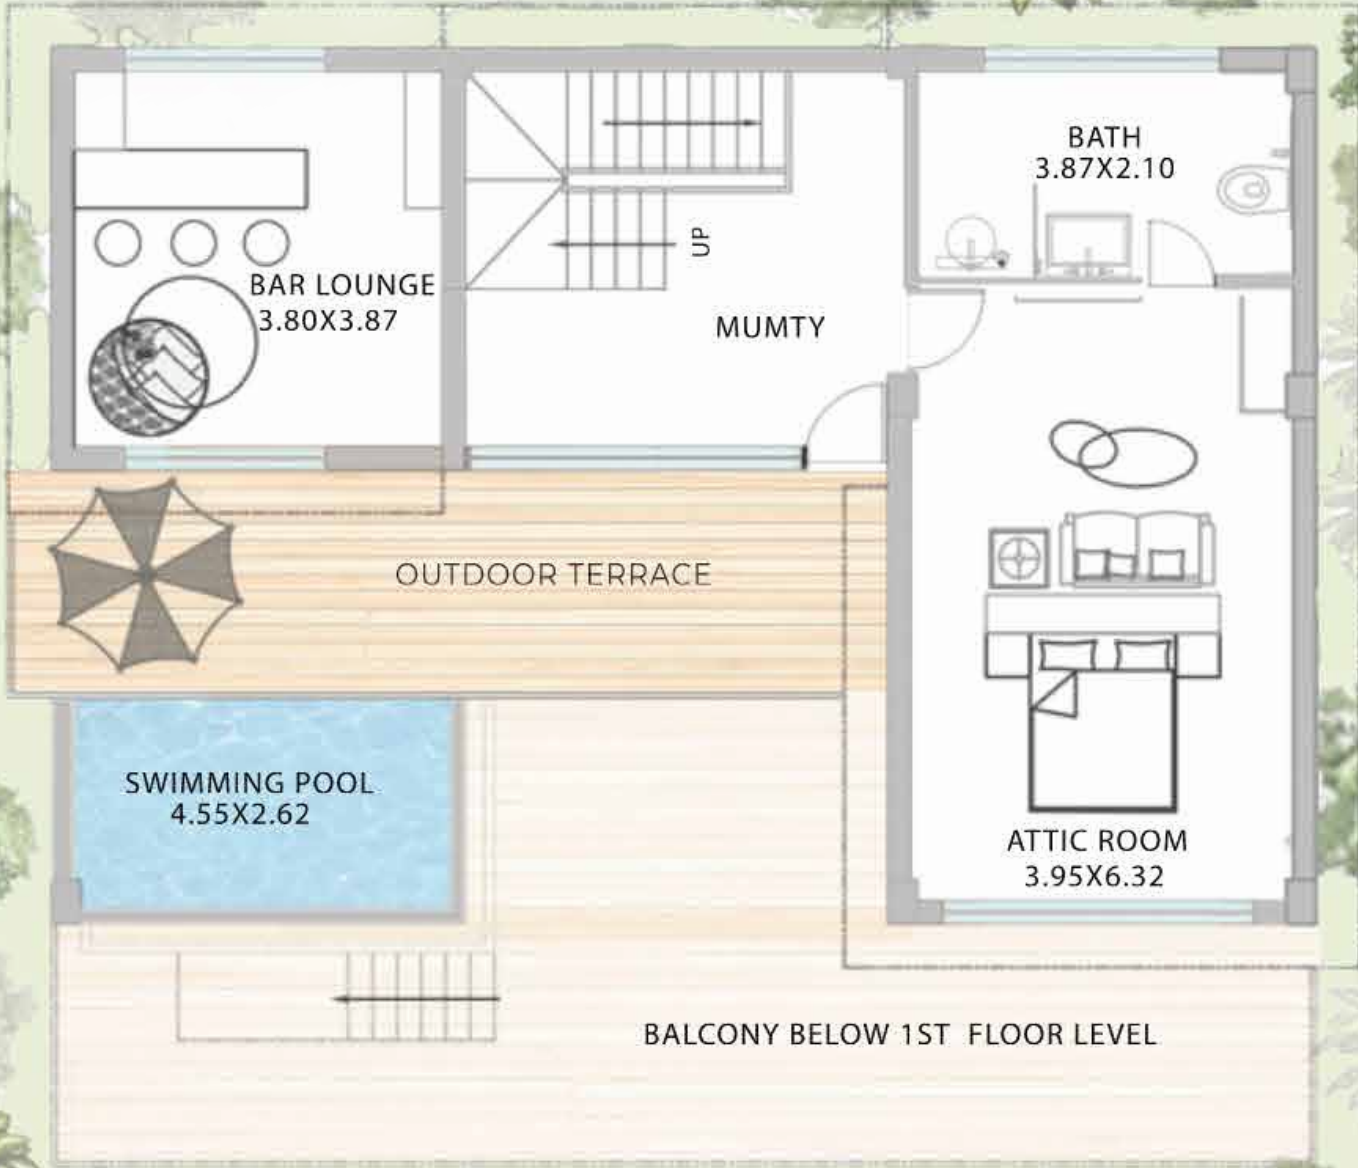 BATH
3.87X2.10
UP
BAR LOUNGE
3.80X3.87
MUMTY
OUTDOOR TERRACE
SWIMMING POOL
4.55X2.62
ATTIC ROOM
3.95X6.32
BALCONY BELOW 1ST FLOOR LEVEL